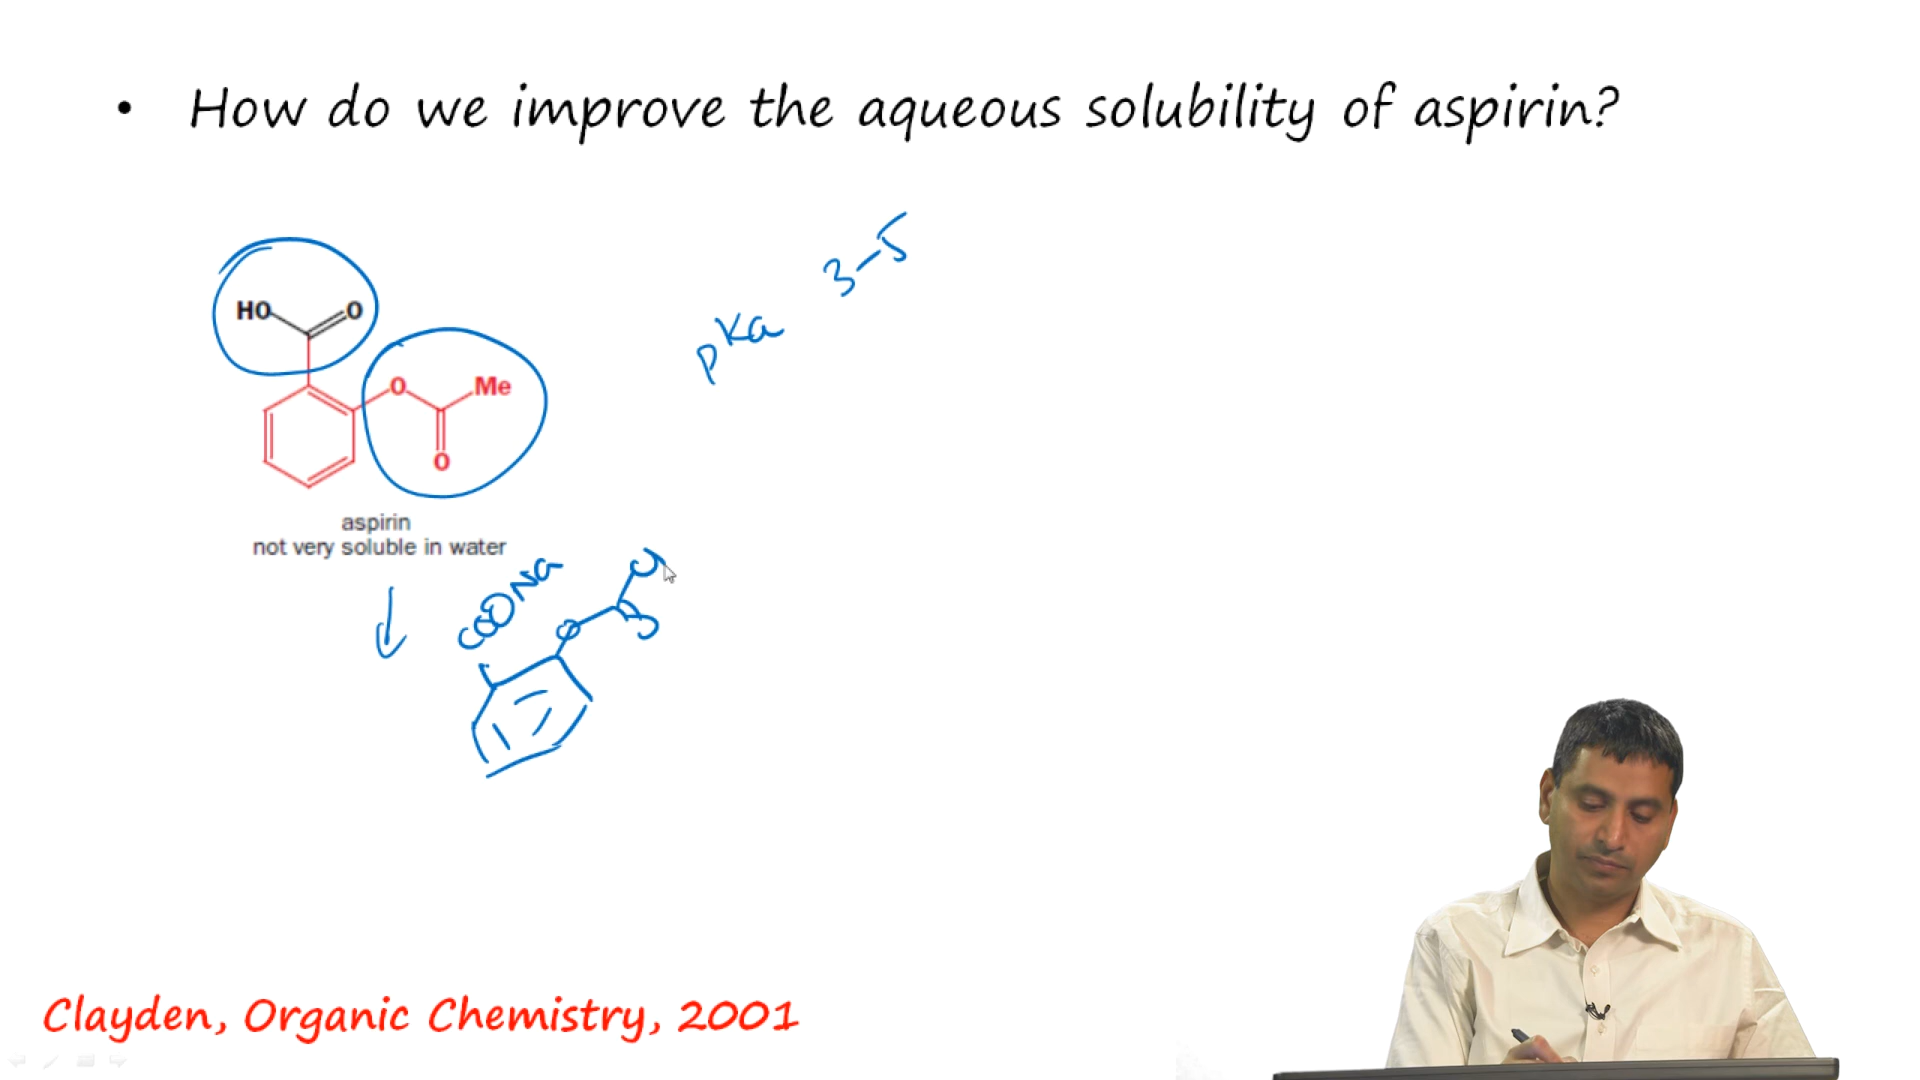 • How do we improve the aqueous solubility of aspirin?
pKa 3-5
HO
O
O
Me
O
aspirin
not very soluble in water
COONa
O
O
Clayden, Organic Chemistry, 2001